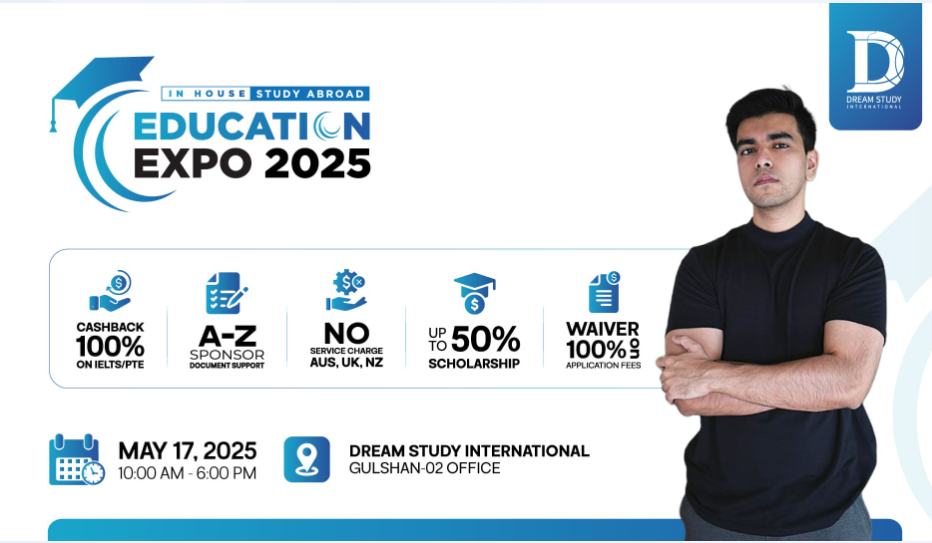 DREAM STUDY
INTERNATIONAL
IN HOUSE STUDY ABROAD
EDUCATION
EXPO 2025
CASHBACK
100%
ON IELTS/PTE
A-Z
SPONSOR
DOCUMENT SUPPORT
NO
SERVICE CHARGE
AUS, UK, NZ
UP TO 50%
SCHOLARSHIP
WAIVER
100% ON
APPLICATION FEES
MAY 17, 2025
10:00 AM - 6:00 PM
DREAM STUDY INTERNATIONAL
GULSHAN-02 OFFICE